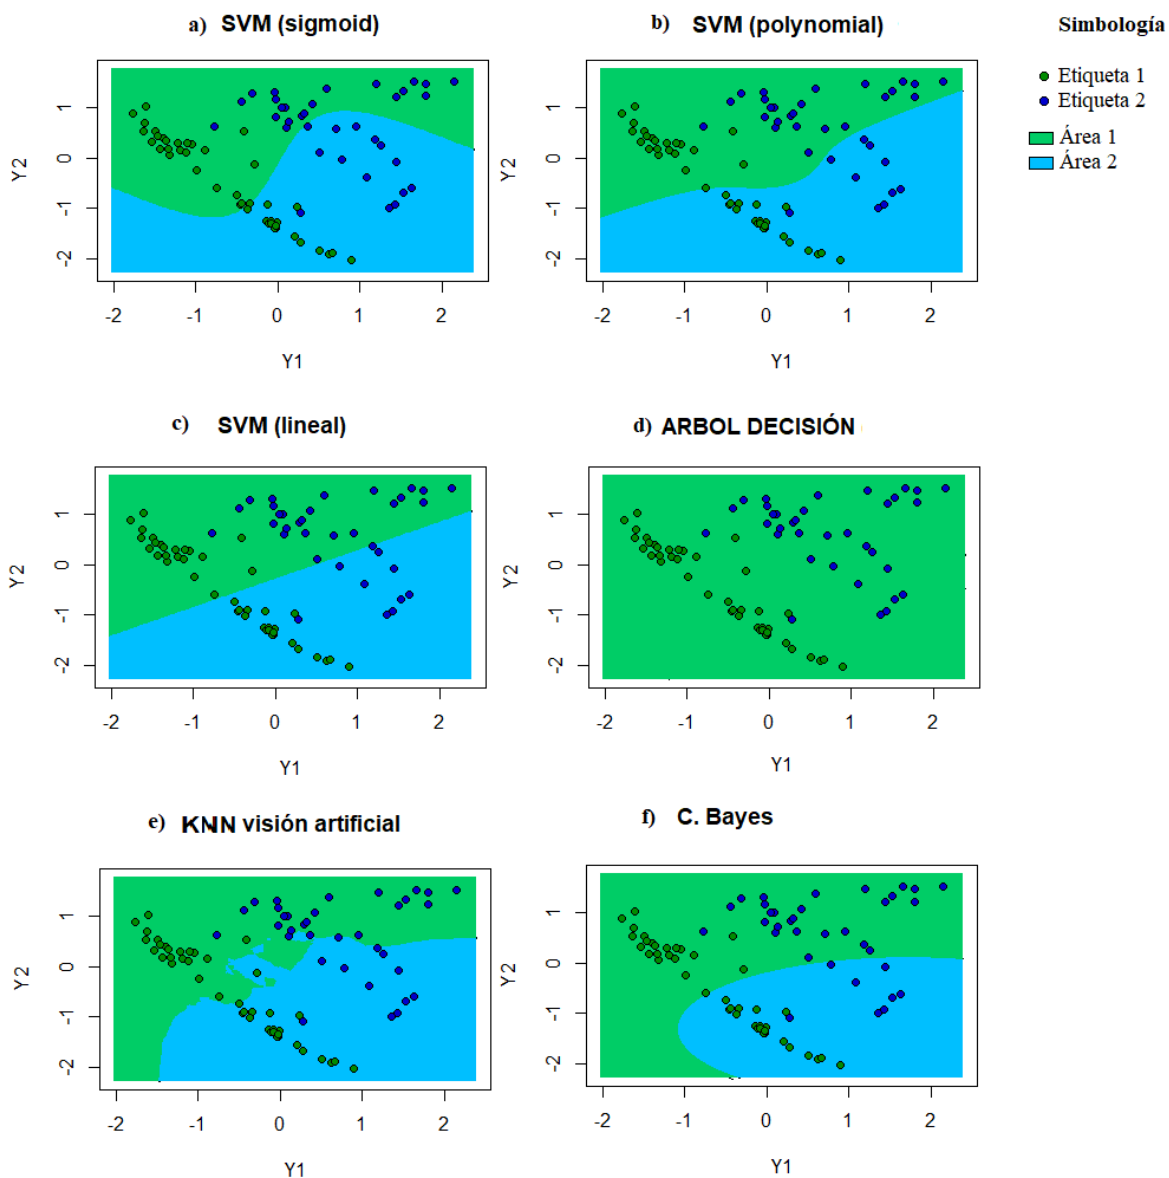 a) SVM (sigmoid)
b) SVM (polynomial)
Simbología
Etiqueta 1
Etiqueta 2
Área 1
Área 2
Y2
1
0
-1
-2
-2 -1 0 1 2
Y1
Y2
1
0
-1
-2
-2 -1 0 1 2
Y1
c) SVM (lineal)
d) ARBOL DECISIÓN
Y2
1
0
-1
-2
-2 -1 0 1 2
Y1
Y2
1
0
-1
-2
-2 -1 0 1 2
Y1
e) KNN visión artificial
f) C. Bayes
Y2
1
0
-1
-2
-2 -1 0 1 2
Y1
Y2
1
0
-1
-2
-2 -1 0 1 2
Y1